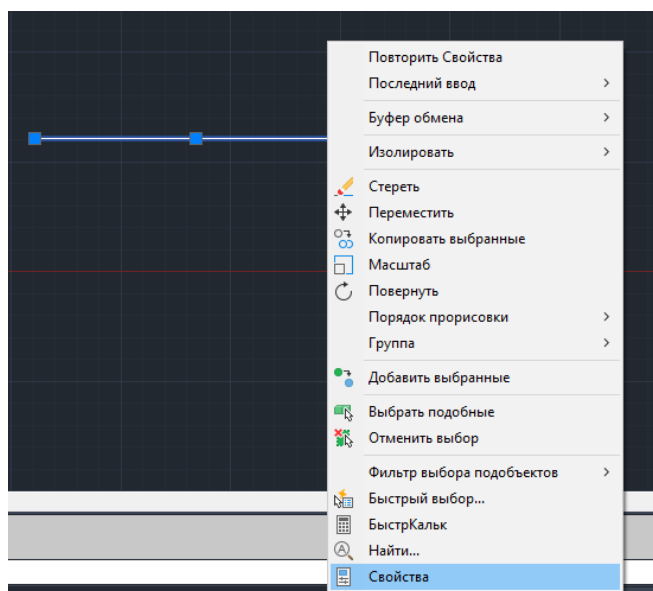 Повторить Свойства
Последний ввод
Буфер обмена
Изолировать
Стереть
Переместить
Копировать выбранные
Масштаб
Повернуть
Порядок прорисовки
Группа
Добавить выбранные
Выбрать подобные
Отменить выбор
Фильтр выбора подобъектов
Быстрый выбор...
БыстрКальк
Найти...
Свойства